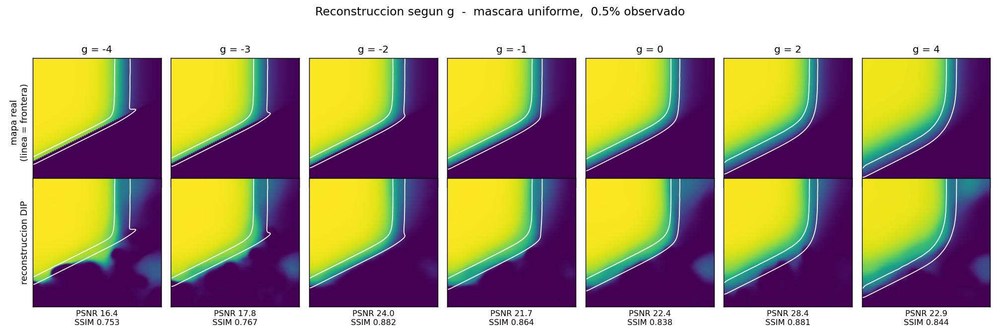 Reconstruccion segun g  -  mascara uniforme,  0.5% observado
g = -4
g = -3
g = -2
g = -1
g = 0
g = 2
g = 4
mapa real
(linea = frontera)
reconstruccion DIP
PSNR 16.4
SSIM 0.753
PSNR 17.8
SSIM 0.767
PSNR 24.0
SSIM 0.882
PSNR 21.7
SSIM 0.864
PSNR 22.4
SSIM 0.838
PSNR 28.4
SSIM 0.881
PSNR 22.9
SSIM 0.844